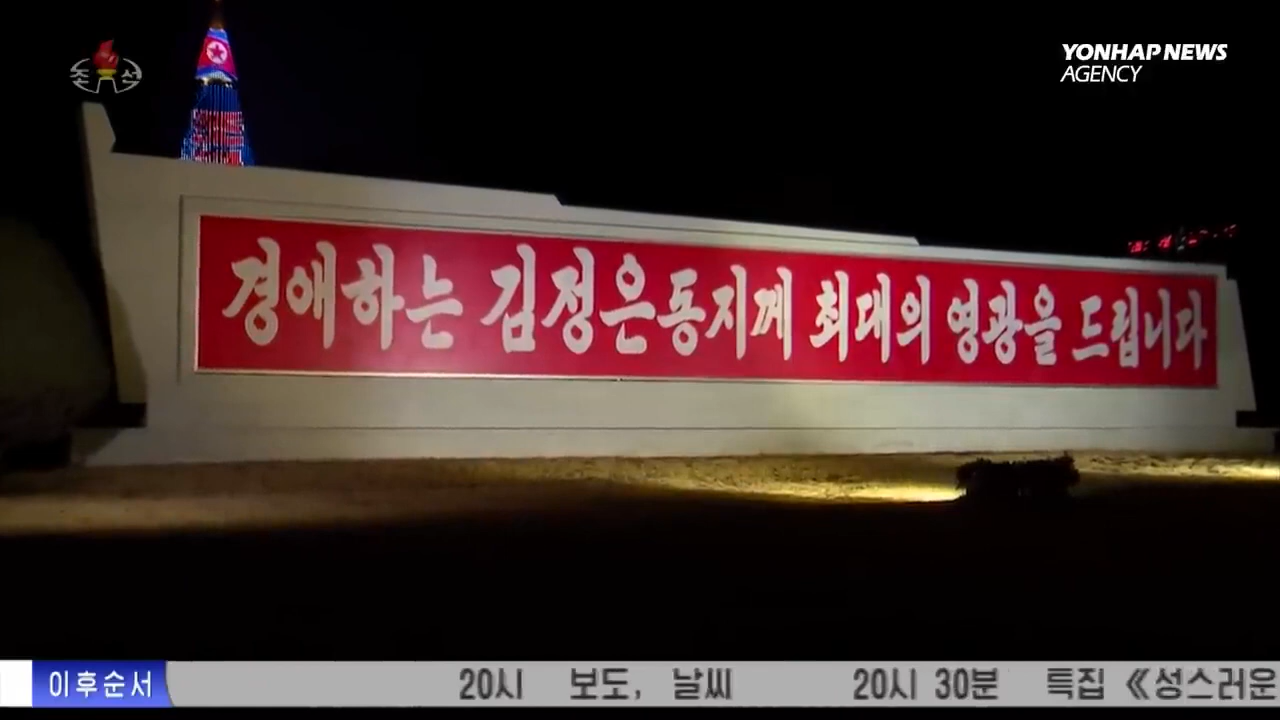 조선
YONHAP NEWS
AGENCY
경애하는 김정은동지께 최대의 영광을 드립니다
이후순서 20시 보도, 날씨 20시 30분 특집 《성스러운